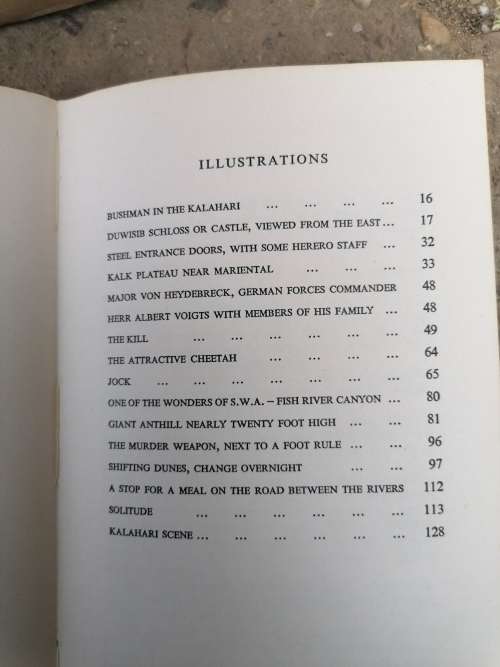 ILLUSTRATIONS
BUSHMAN IN THE KALAHARI ... ... ... ... 16
DUWISIB SCHLOSS OR CASTLE, VIEWED FROM THE EAST ... 17
STEEL ENTRANCE DOORS, WITH SOME HERERO STAFF ... 32
KALK PLATEAU NEAR MARIENTAL ... ... ... 33
MAJOR VON HEYDEBRECK, GERMAN FORCES COMMANDER 48
HERR ALBERT VOIGTS WITH MEMBERS OF HIS FAMILY ... 48
THE KILL ... ... ... ... ... ... 49
THE ATTRACTIVE CHEETAH ... ... ... ... 64
JOCK ... ... ... ... ... ... ... 65
ONE OF THE WONDERS OF S.W.A. – FISH RIVER CANYON ... 80
GIANT ANTHILL NEARLY TWENTY FOOT HIGH ... ... 81
THE MURDER WEAPON, NEXT TO A FOOT RULE ... ... 96
SHIFTING DUNES, CHANGE OVERNIGHT ... ... 97
A STOP FOR A MEAL ON THE ROAD BETWEEN THE RIVERS 112
SOLITUDE ... ... ... ... ... ... 113
KALAHARI SCENE ... ... ... ... ... ... 128